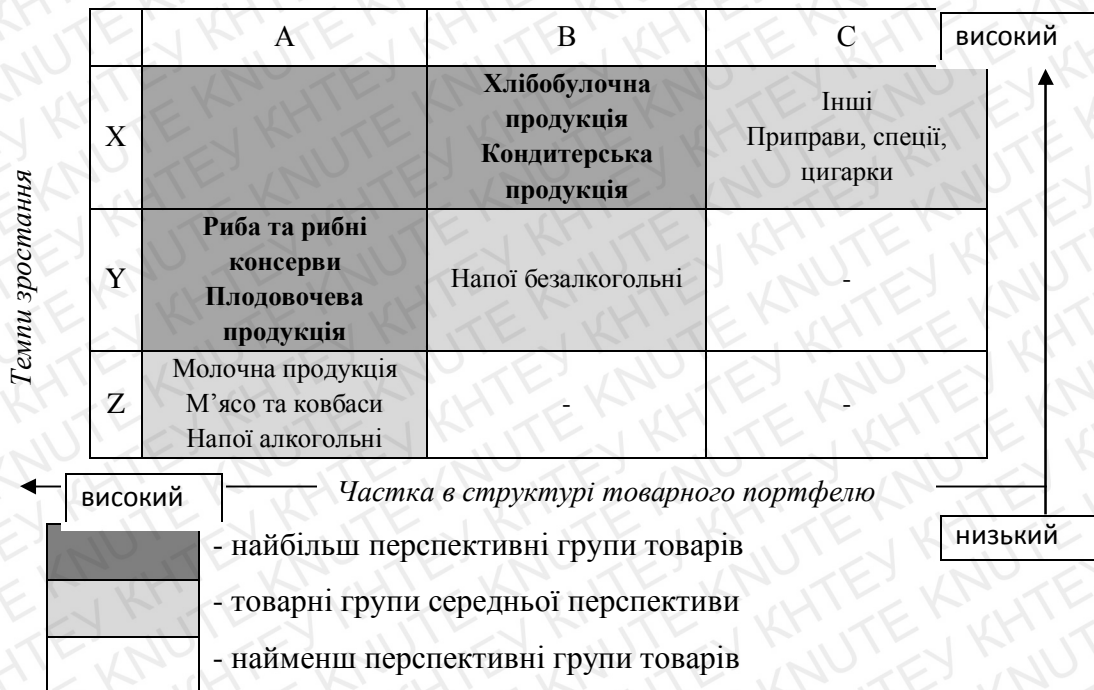 A B C високий
X
Хлібобулочна
продукція
Кондитерська
продукція
Інші
Приправи, спеції,
цигарки
Темпи зростання
Y
Риба та рибні
консерви
Плодовочева
продукція
Напої безалкогольні
-
Z
Молочна продукція
М’ясо та ковбаси
Напої алкогольні
-
-
високий
Частка в структурі товарного портфелю
низький
- найбільш перспективні групи товарів
- товарні групи середньої перспективи
- найменш перспективні групи товарів
KNUTE КНТЕУ